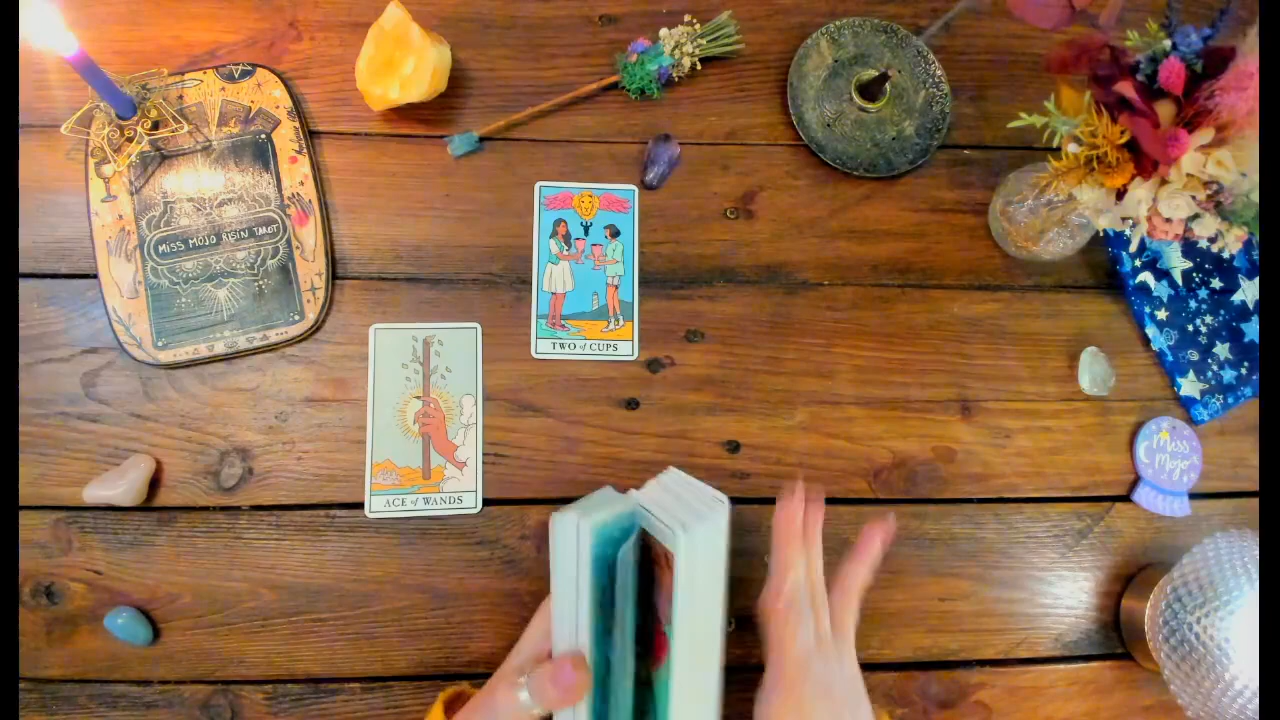 MISS MOJO RISIN TAROT
TWO of CUPS
ACE of WANDS
Miss
Mojo